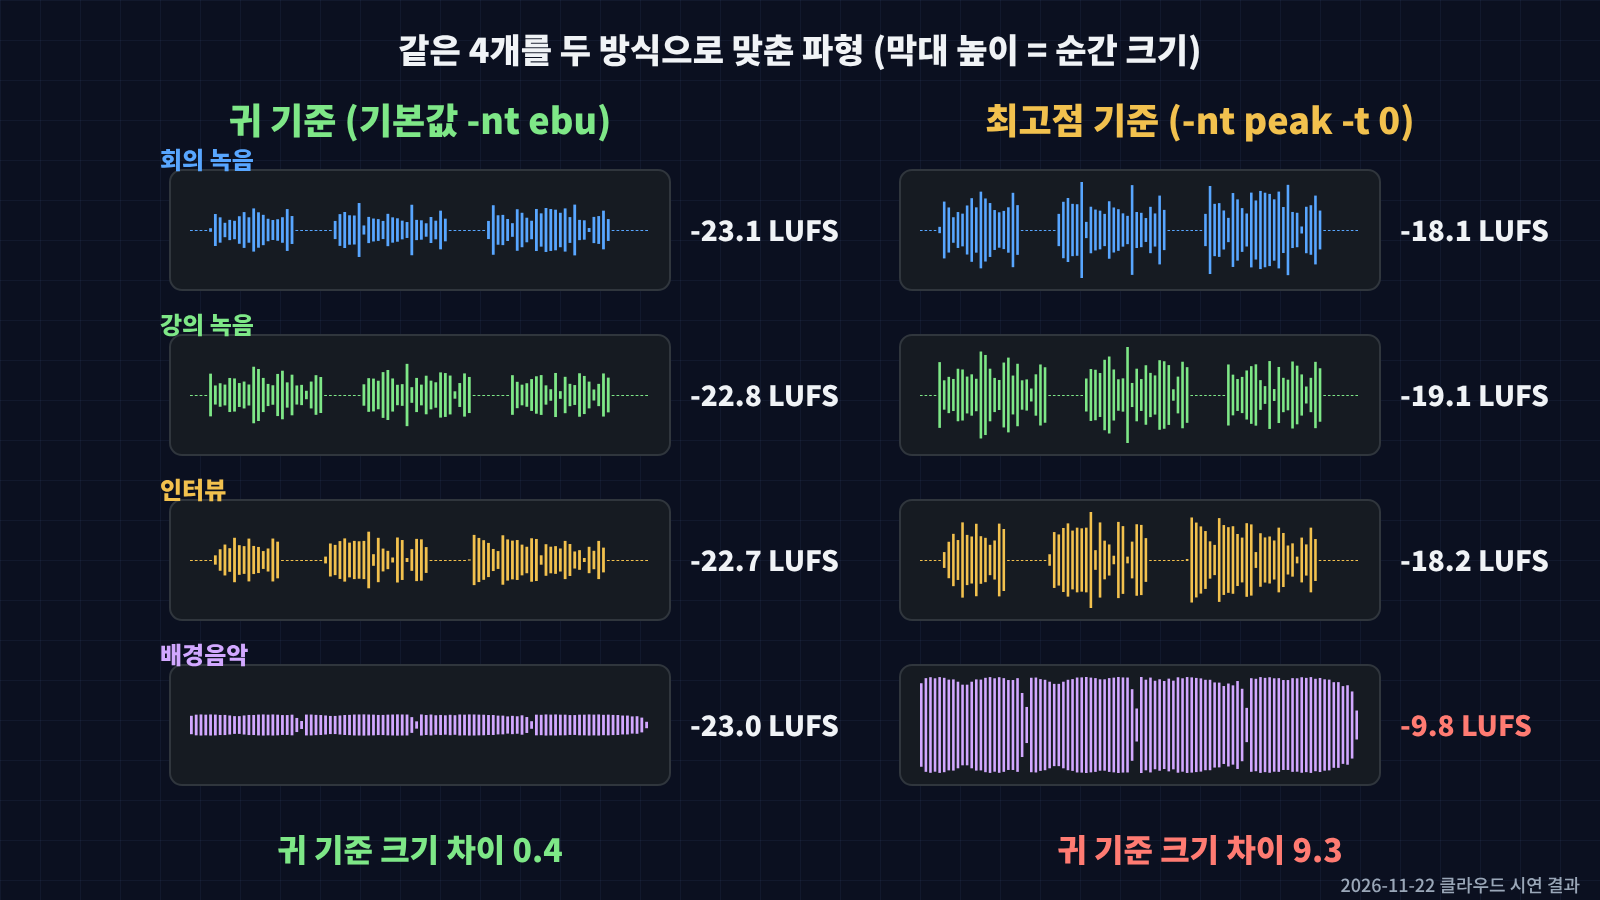 같은 4개를 두 방식으로 맞춘 파형 (막대 높이 = 순간 크기)
귀 기준 (기본값 -nt ebu)
최고점 기준 (-nt peak -t 0)
회의 녹음
-23.1 LUFS
-18.1 LUFS
강의 녹음
-22.8 LUFS
-19.1 LUFS
인터뷰
-22.7 LUFS
-18.2 LUFS
배경음악
-23.0 LUFS
-9.8 LUFS
귀 기준 크기 차이 0.4
귀 기준 크기 차이 9.3
2026-11-22 클라우드 시연 결과